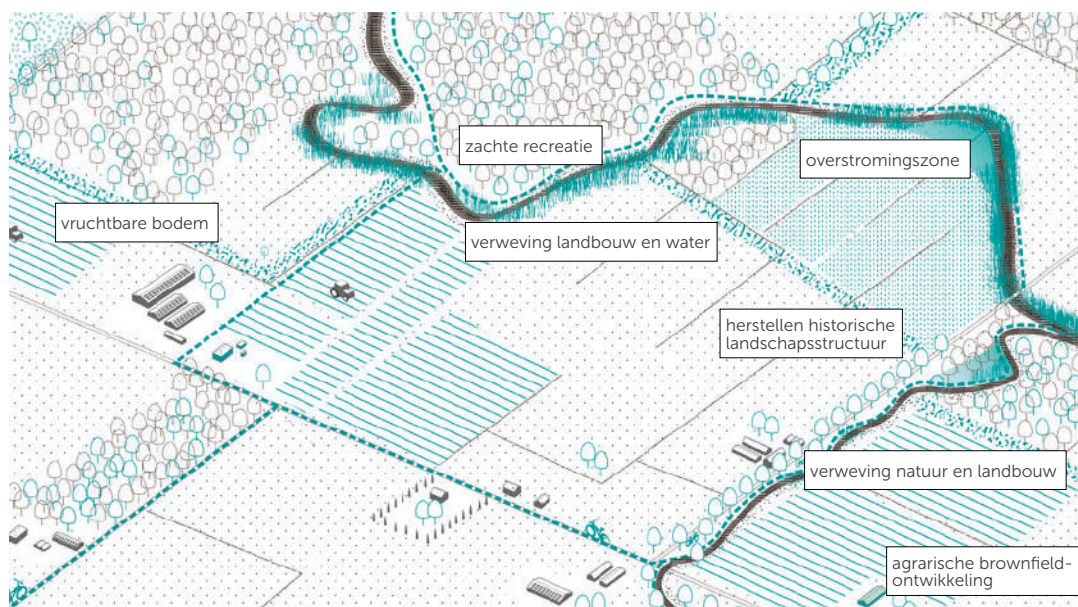 zachte recreatie
overstromingszone
vruchtbare bodem
verweving landbouw en water
herstellen historische
landschapsstructuur
verweving natuur en landbouw
agrarische brownfield-
ontwikkeling